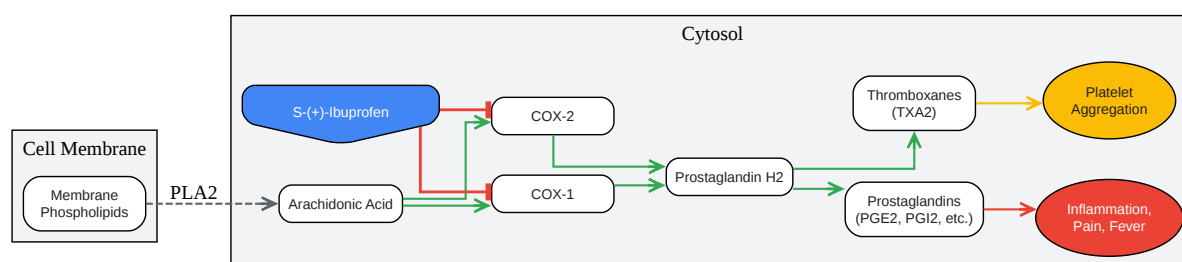 Cytosol
S-(+)-Ibuprofen
COX-2
Thromboxanes
(TXA2)
Platelet
Aggregation
Cell Membrane
Membrane
Phospholipids
PLA2
Arachidonic Acid
COX-1
Prostaglandin H2
Prostaglandins
(PGE2, PGI2, etc.)
Inflammation,
Pain, Fever